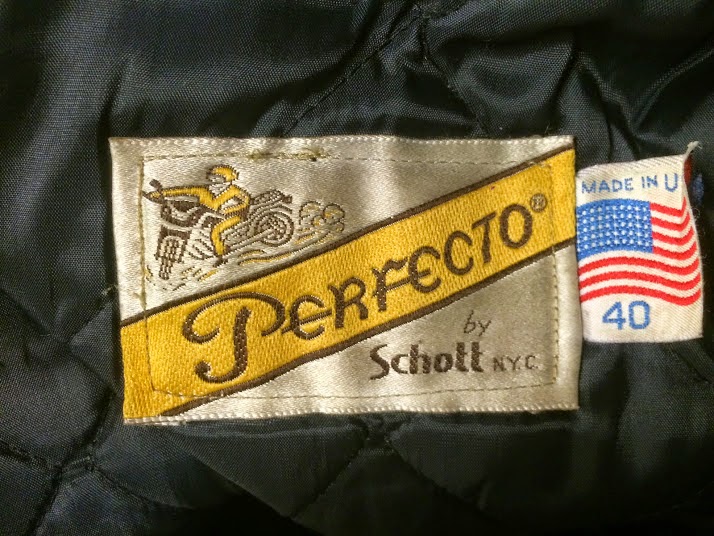 PERFECTO®
by
Schott N.Y.C.
MADE IN U
40